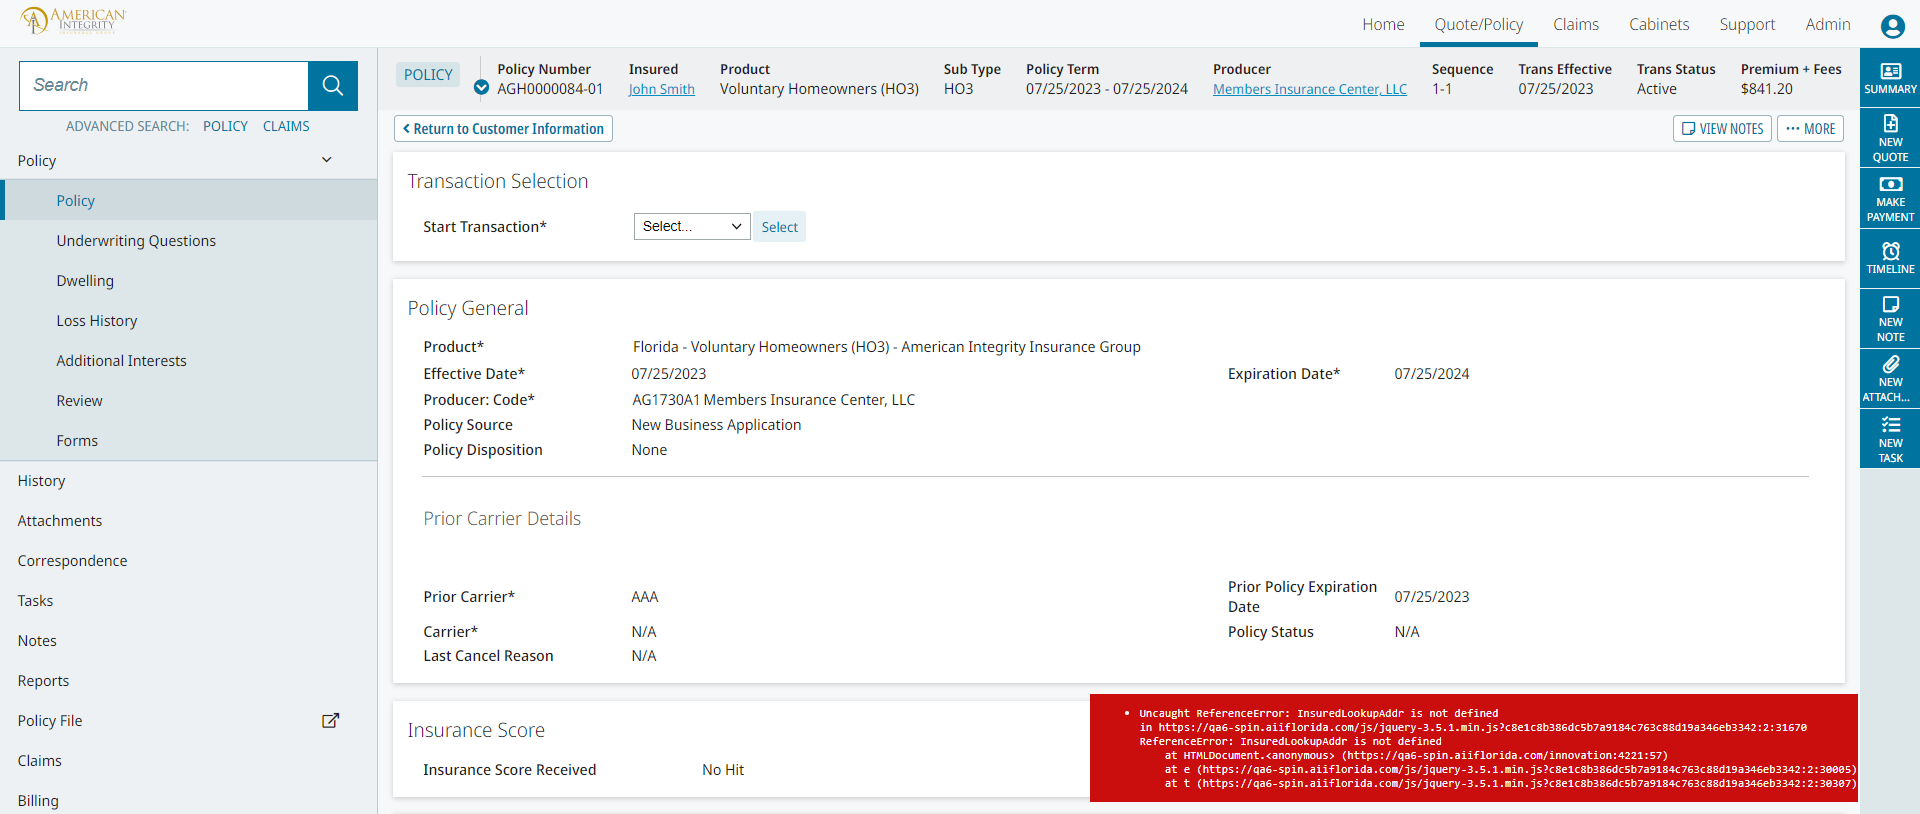 AMERICAN
INTEGRITY
INSURANCE GROUP
Home
Quote/Policy
Claims
Cabinets
Support
Admin
Search
ADVANCED SEARCH: POLICY CLAIMS
Policy
Policy
Underwriting Questions
Dwelling
Loss History
Additional Interests
Review
Forms
History
Attachments
Correspondence
Tasks
Notes
Reports
Policy File
Claims
Billing
POLICY
Policy Number
AGH0000084-01
Insured
John Smith
Product
Voluntary Homeowners (HO3)
Sub Type
HO3
Policy Term
07/25/2023 - 07/25/2024
Producer
Members Insurance Center, LLC
Sequence
1-1
Trans Effective
07/25/2023
Trans Status
Active
Premium + Fees
$841.20
Return to Customer Information
VIEW NOTES
MORE
Transaction Selection
Start Transaction* Select... Select
Policy General
Product* Florida - Voluntary Homeowners (HO3) - American Integrity Insurance Group
Effective Date* 07/25/2023 Expiration Date* 07/25/2024
Producer: Code* AG1730A1 Members Insurance Center, LLC
Policy Source New Business Application
Policy Disposition None
Prior Carrier Details
Prior Carrier* AAA Prior Policy Expiration Date 07/25/2023
Carrier* N/A Policy Status N/A
Last Cancel Reason N/A
Insurance Score
Insurance Score Received No Hit
Uncaught ReferenceError: InsuredLookupAddr is not defined
in https://qa6-spin.aiiflorida.com/js/jquery-3.5.1.min.js?c8e1c8b386dc5b7a9184c763c88d19a346eb3342:2:31670
ReferenceError: InsuredLookupAddr is not defined
at HTMLDocument.<anonymous> (https://qa6-spin.aiiflorida.com/innovation:4221:57)
at e (https://qa6-spin.aiiflorida.com/js/jquery-3.5.1.min.js?c8e1c8b386dc5b7a9184c763c88d19a346eb3342:2:30005)
at t (https://qa6-spin.aiiflorida.com/js/jquery-3.5.1.min.js?c8e1c8b386dc5b7a9184c763c88d19a346eb3342:2:30307)
SUMMARY
NEW
QUOTE
MAKE
PAYMENT
TIMELINE
NEW
NOTE
NEW
ATTACH...
NEW
TASK